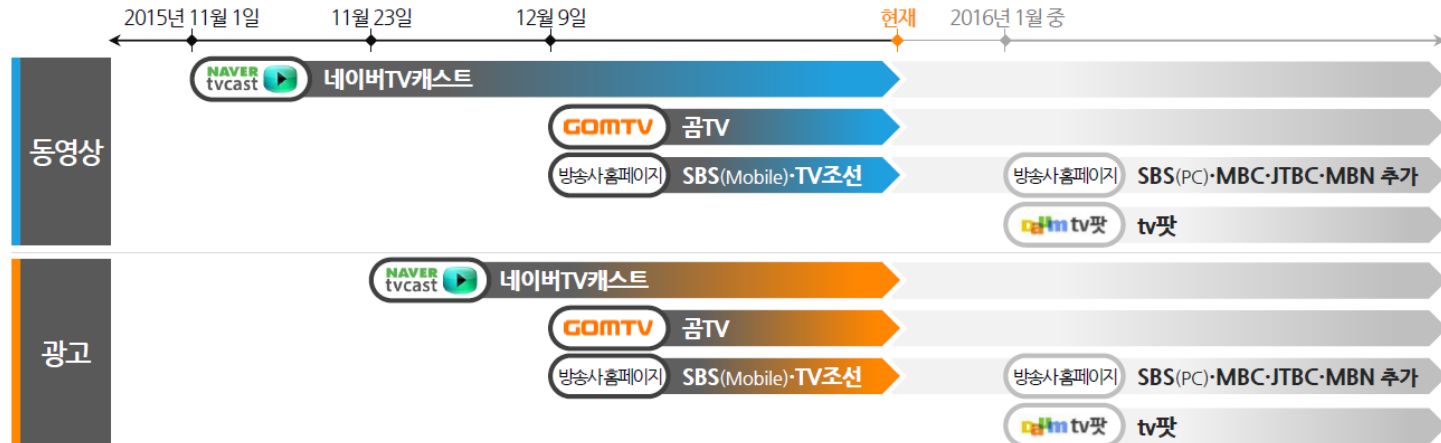 2015년 11월 1일 11월 23일 12월 9일 현재 2016년 1월 중
동영상
NAVER tvcast 네이버TV캐스트
GOMTV 곰TV
방송사홈페이지 SBS(Mobile)·TV조선 방송사홈페이지 SBS(PC)·MBC·JTBC·MBN 추가
Daum tv팟 tv팟
광고
NAVER tvcast 네이버TV캐스트
GOMTV 곰TV
방송사홈페이지 SBS(Mobile)·TV조선 방송사홈페이지 SBS(PC)·MBC·JTBC·MBN 추가
Daum tv팟 tv팟